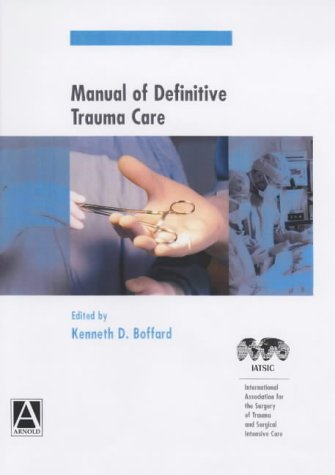 Manual of Definitive
Trauma Care
Edited by
Kenneth D. Boffard
IATSIC
International
Association for
the Surgery
of Trauma
and Surgical
Intensive Care
A
ARNOLD